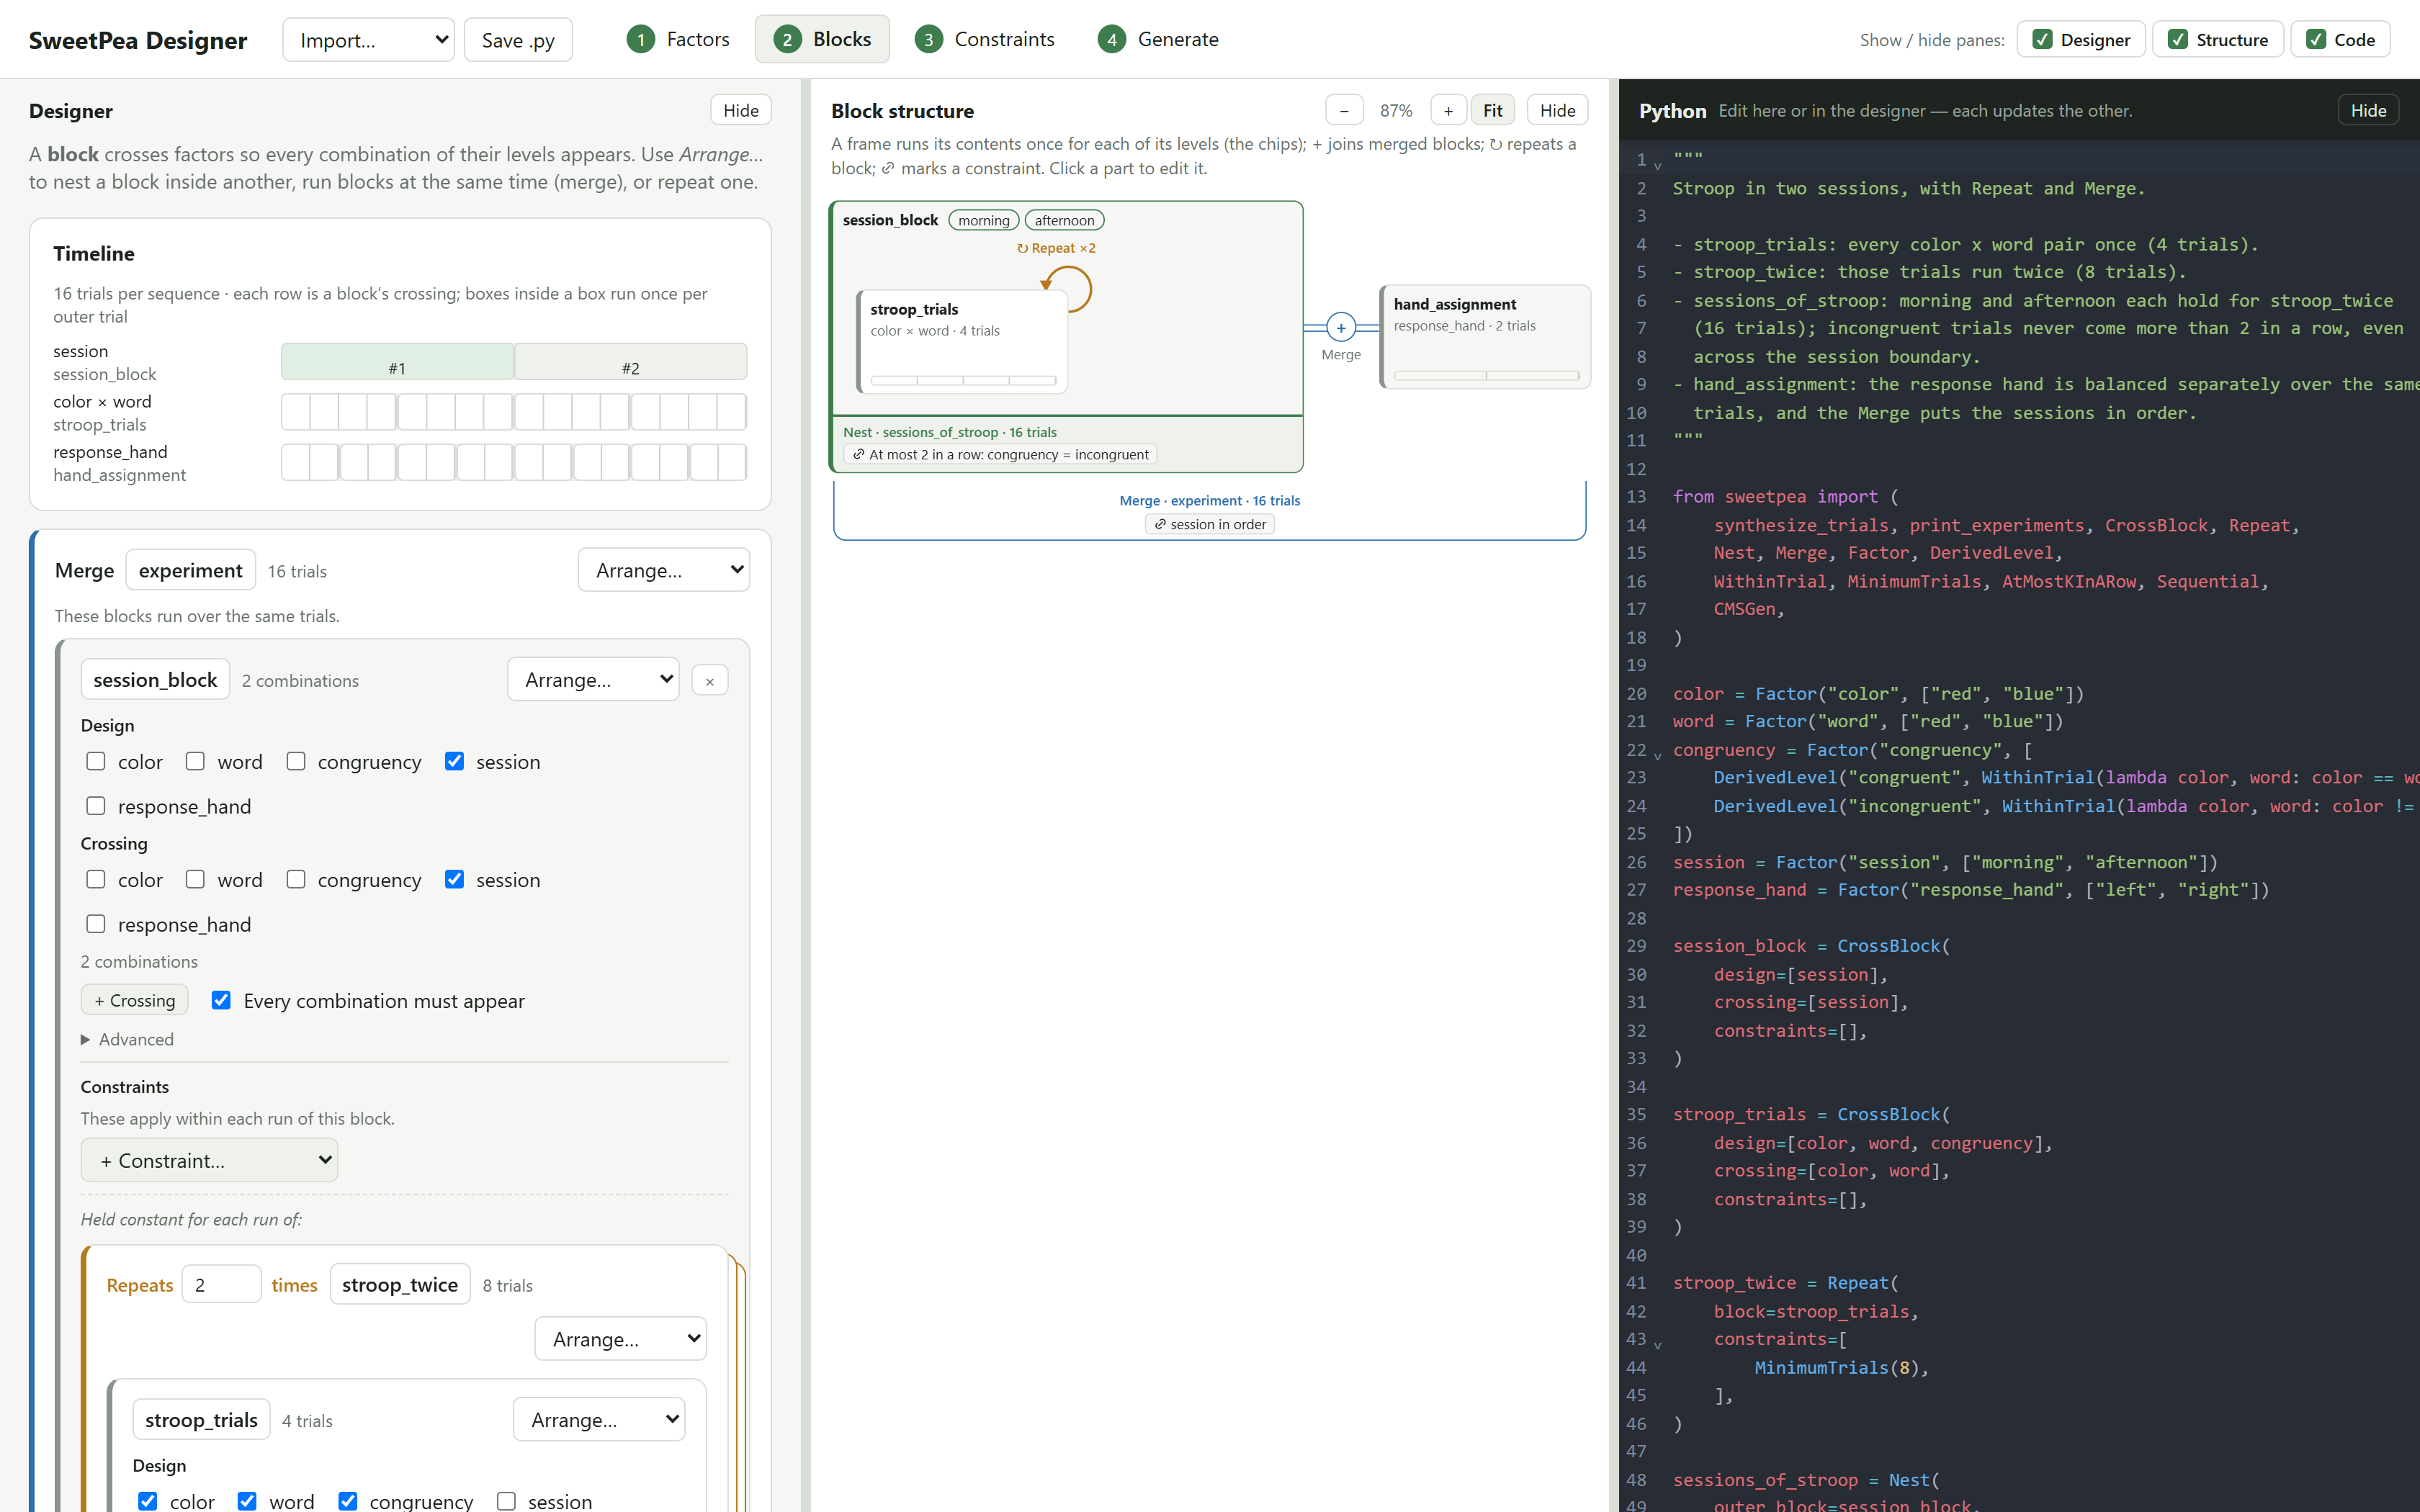 SweetPea Designer
Import...
Save .py
1 Factors
2 Blocks
3 Constraints
4 Generate
Show / hide panes:
Designer
Structure
Code
Designer
Hide
A block crosses factors so every combination of their levels appears. Use Arrange…
to nest a block inside another, run blocks at the same time (merge), or repeat one.
Timeline
16 trials per sequence · each row is a block's crossing; boxes inside a box run once per
outer trial
session
session_block
#1
#2
color × word
stroop_trials
response_hand
hand_assignment
Merge
experiment
16 trials
Arrange...
These blocks run over the same trials.
session_block
2 combinations
Arrange...
×
Design
color
word
congruency
session
response_hand
Crossing
color
word
congruency
session
response_hand
2 combinations
+ Crossing
Every combination must appear
Advanced
Constraints
These apply within each run of this block.
+ Constraint...
Held constant for each run of:
Repeats
2
times
stroop_twice
8 trials
Arrange...
stroop_trials
4 trials
Arrange...
Design
color
word
congruency
session
Block structure
−
87%
+
Fit
Hide
A frame runs its contents once for each of its levels (the chips); + joins merged blocks; ↻ repeats a
block; 🔗 marks a constraint. Click a part to edit it.
session_block
morning
afternoon
↻ Repeat ×2
stroop_trials
color × word · 4 trials
Nest · sessions_of_stroop · 16 trials
🔗 At most 2 in a row: congruency = incongruent
+
Merge
hand_assignment
response_hand · 2 trials
Merge · experiment · 16 trials
🔗 session in order
Python
Edit here or in the designer — each updates the other.
Hide
1 """
2 Stroop in two sessions, with Repeat and Merge.
3
4 - stroop_trials: every color x word pair once (4 trials).
5 - stroop_twice: those trials run twice (8 trials).
6 - sessions_of_stroop: morning and afternoon each hold for stroop_twice
7   (16 trials); incongruent trials never come more than 2 in a row, even
8   across the session boundary.
9 - hand_assignment: the response hand is balanced separately over the same
10   trials, and the Merge puts the sessions in order.
11 """
12
13 from sweetpea import (
14     synthesize_trials, print_experiments, CrossBlock, Repeat,
15     Nest, Merge, Factor, DerivedLevel,
16     WithinTrial, MinimumTrials, AtMostKInARow, Sequential,
17     CMSGen,
18 )
19
20 color = Factor("color", ["red", "blue"])
21 word = Factor("word", ["red", "blue"])
22 congruency = Factor("congruency", [
23     DerivedLevel("congruent", WithinTrial(lambda color, word: color == wo
24     DerivedLevel("incongruent", WithinTrial(lambda color, word: color !=
25 ])
26 session = Factor("session", ["morning", "afternoon"])
27 response_hand = Factor("response_hand", ["left", "right"])
28
29 session_block = CrossBlock(
30     design=[session],
31     crossing=[session],
32     constraints=[],
33 )
34
35 stroop_trials = CrossBlock(
36     design=[color, word, congruency],
37     crossing=[color, word],
38     constraints=[],
39 )
40
41 stroop_twice = Repeat(
42     block=stroop_trials,
43     constraints=[
44         MinimumTrials(8),
45     ],
46 )
47
48 sessions_of_stroop = Nest(
49     outer_block=session_block,